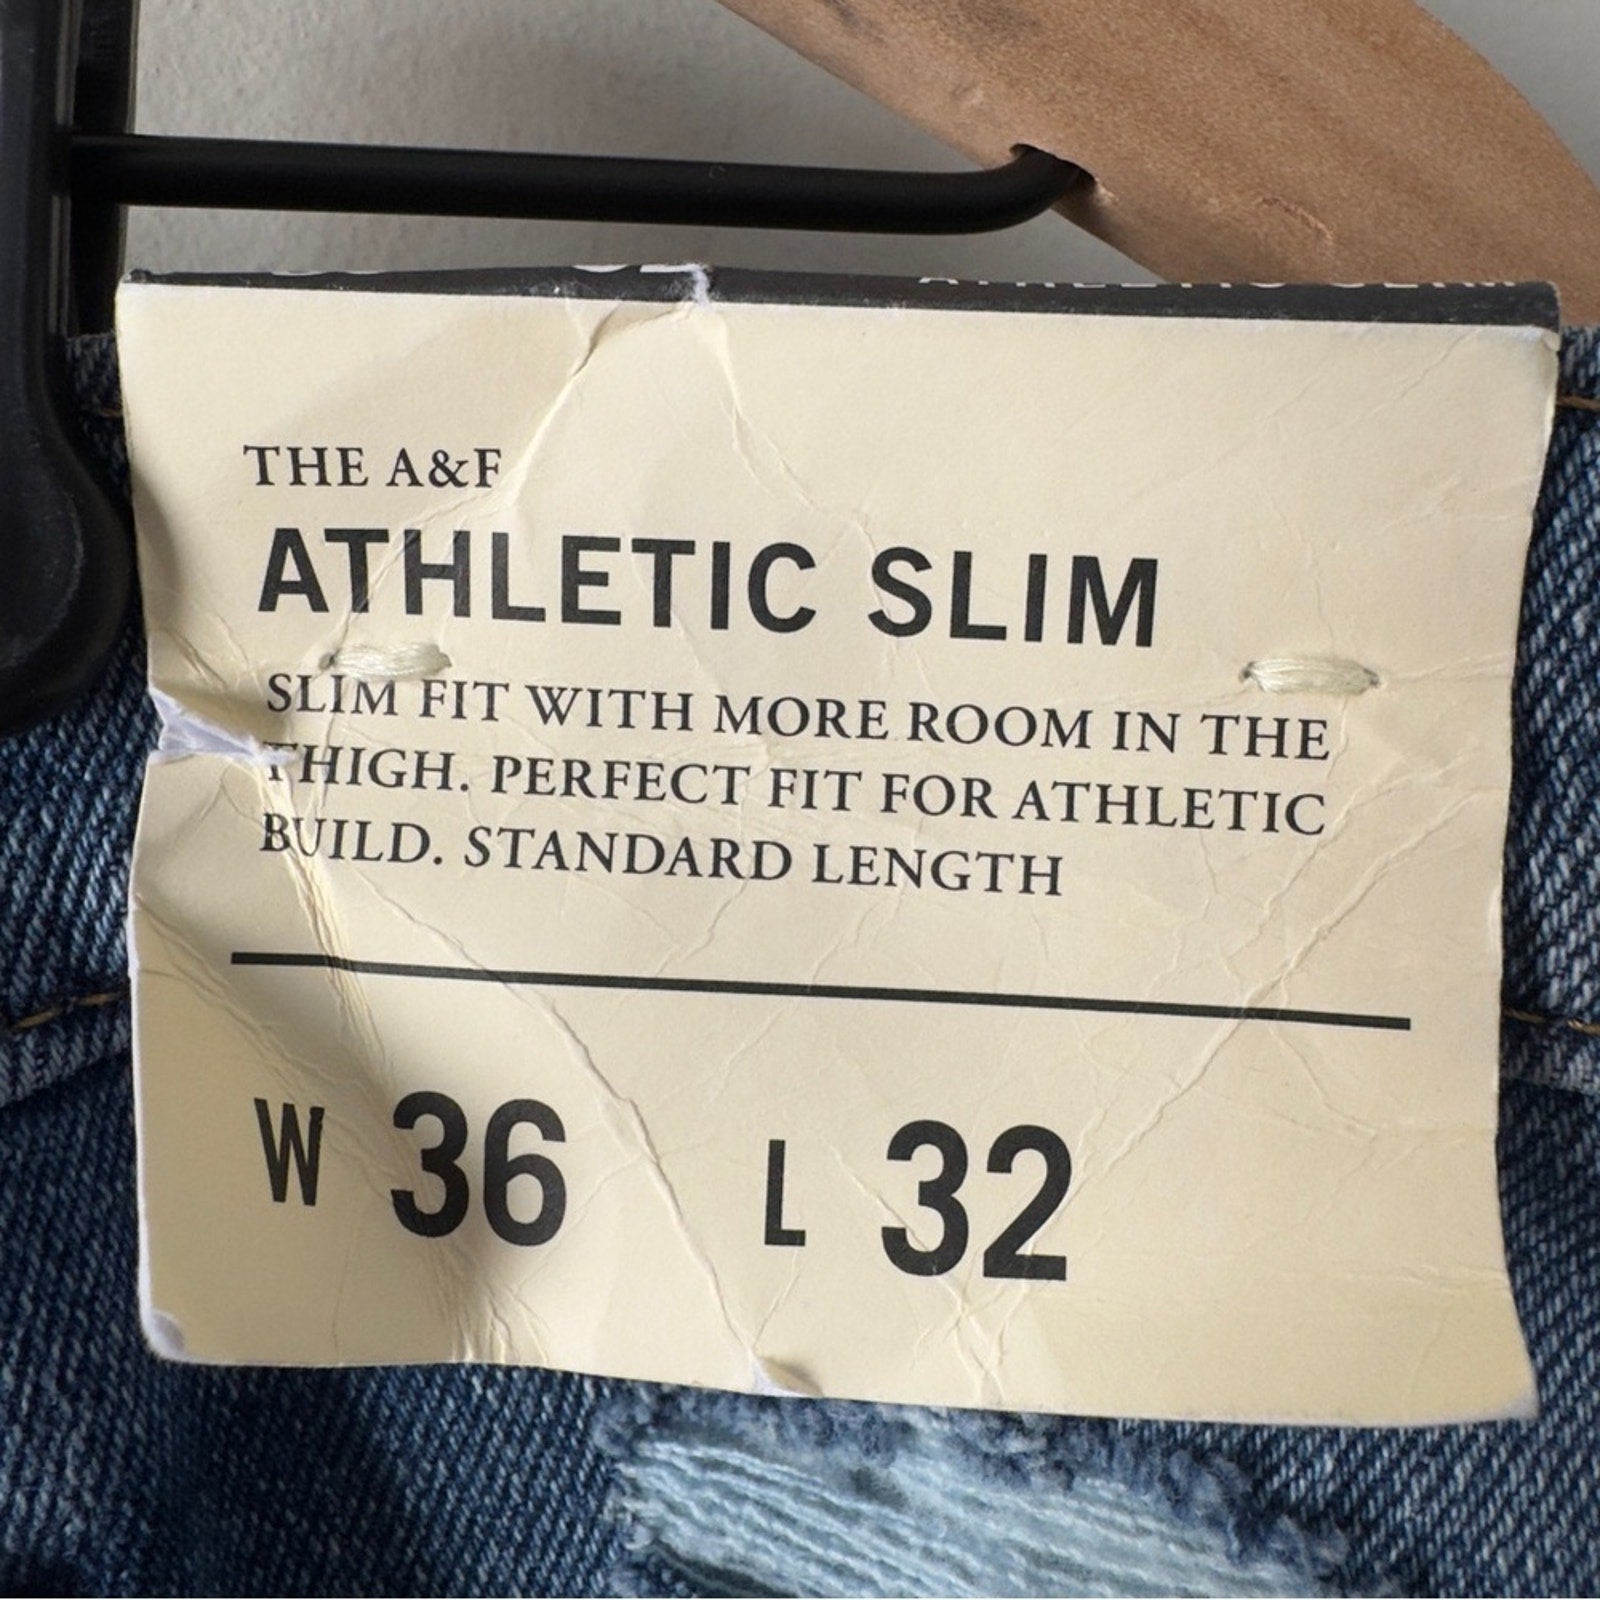 THE A&F
ATHLETIC SLIM
SLIM FIT WITH MORE ROOM IN THE
THIGH. PERFECT FIT FOR ATHLETIC
BUILD. STANDARD LENGTH
W 36 L 32